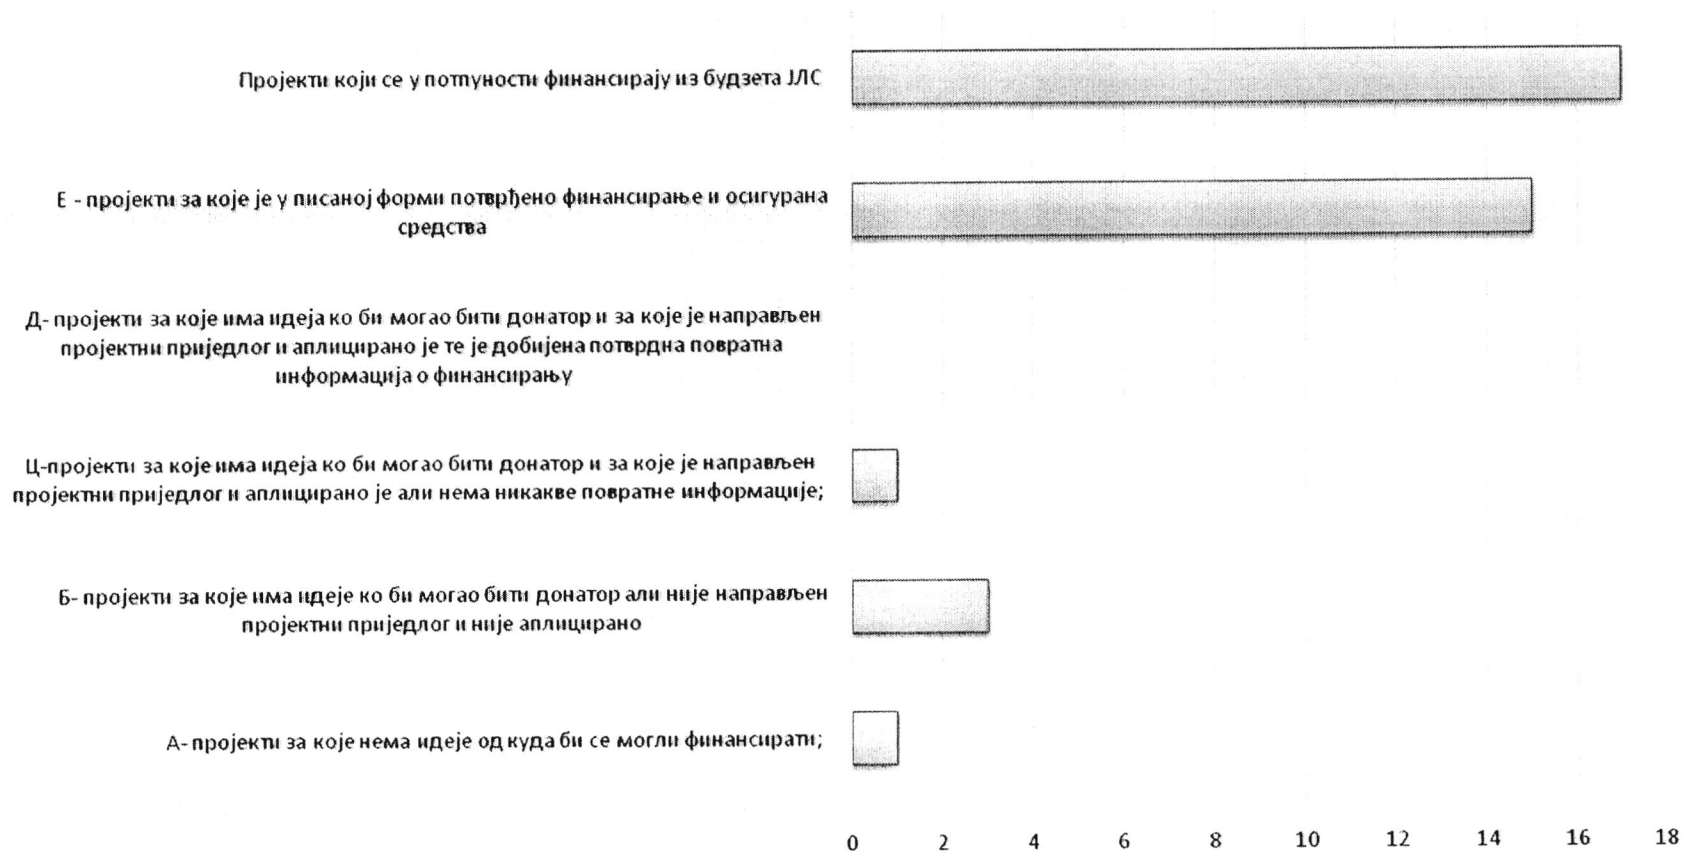 Пројекти који се у потпуности финансирају из будзета ЈЛС
Е - пројекти за које је у писаној форми потврђено финансирање и осигурана
средства
Д- пројекти за које има идеја ко би могао бити донатор и за које је направљен
пројектни приједлог и аплицирано је те је добијена потврдна повратна
информација о финансирању
Ц-пројекти за које има идеја ко би могао бити донатор и за које је направљен
пројектни приједлог и аплицирано је али нема никакве повратне информације;
Б- пројекти за које има идеје ко би могао бити донатор али није направљен
пројектни приједлог и није аплицирано
А- пројекти за које нема идеје од куда би се могли финансирати;
0 2 4 6 8 10 12 14 16 18